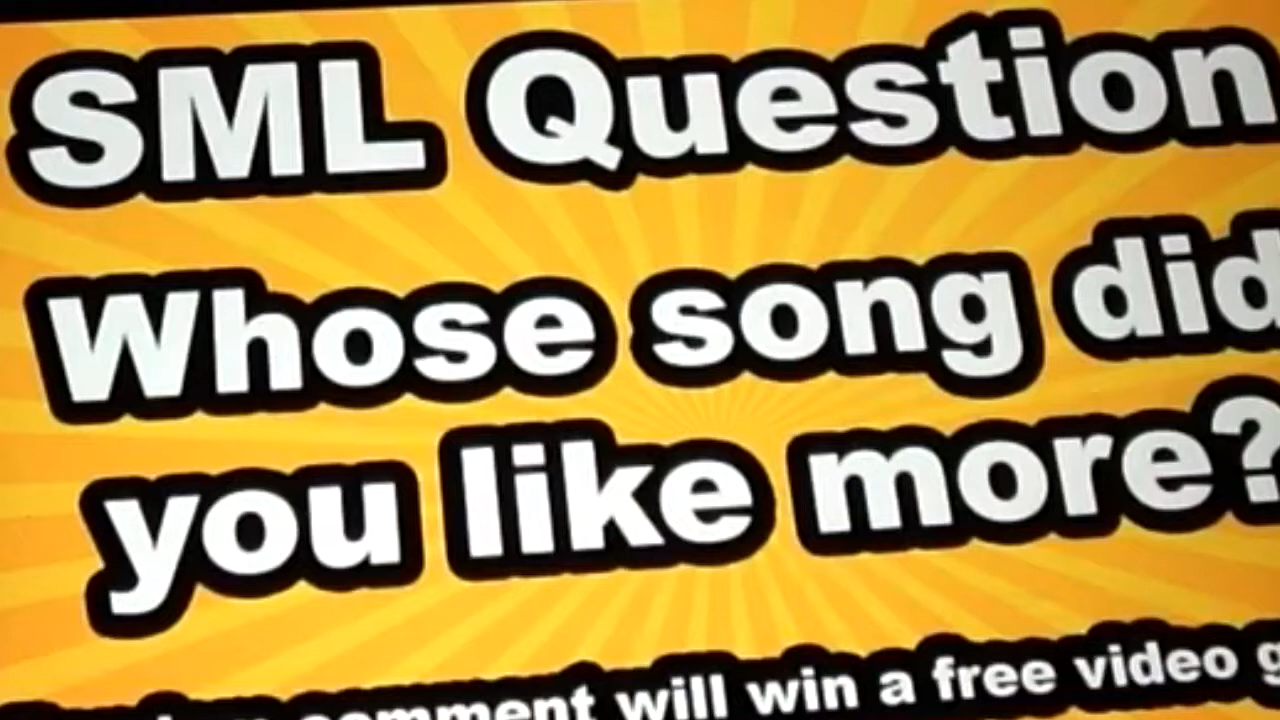 SML Question
Whose song did
you like more?
comment will win a free video